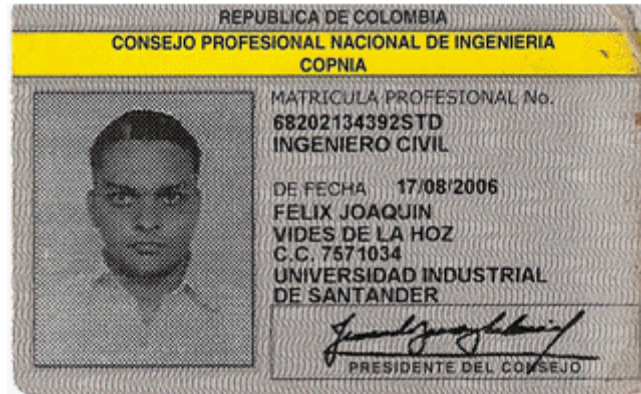 REPUBLICA DE COLOMBIA
CONSEJO PROFESIONAL NACIONAL DE INGENIERIA
COPNIA
MATRICULA PROFESIONAL No.
68202134392STD
INGENIERO CIVIL
DE FECHA 17/08/2006
FELIX JOAQUIN
VIDES DE LA HOZ
C.C. 7571034
UNIVERSIDAD INDUSTRIAL
DE SANTANDER
PRESIDENTE DEL CONSEJO